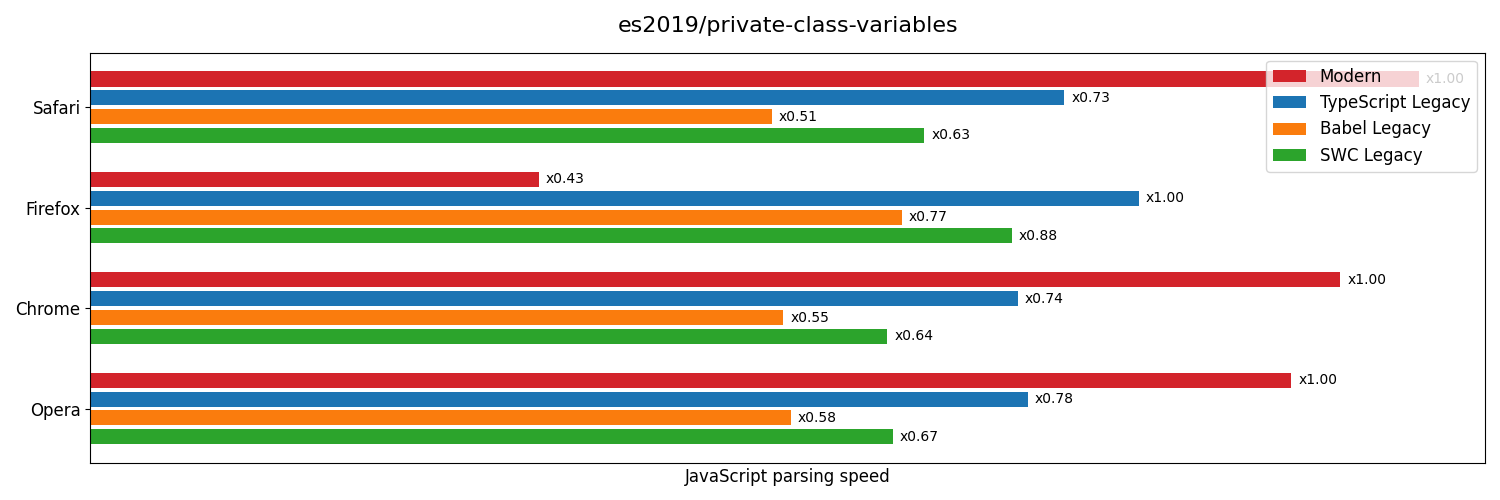 es2019/private-class-variables
Modern
TypeScript Legacy
Babel Legacy
SWC Legacy
Safari
x1.00
x0.73
x0.51
x0.63
Firefox
x0.43
x1.00
x0.77
x0.88
Chrome
x1.00
x0.74
x0.55
x0.64
Opera
x1.00
x0.78
x0.58
x0.67
JavaScript parsing speed